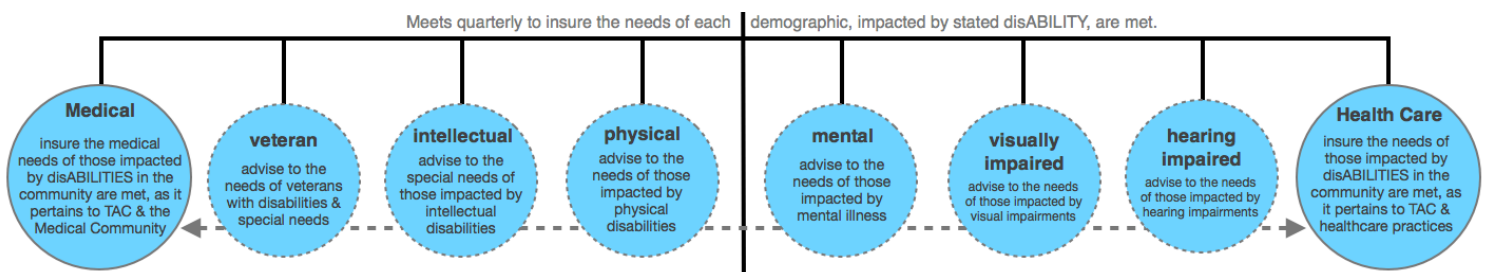 Meets quarterly to insure the needs of each demographic, impacted by stated disABILITY, are met.
Medical
insure the medical
needs of those impacted
by disABILITIES in the
community are met, as it
pertains to TAC & the
Medical Community
veteran
advise to the
needs of veterans
with disabilities &
special needs
intellectual
advise to the
special needs of
those impacted by
intellectual
disabilities
physical
advise to the
needs of those
impacted by
physical
disabilities
mental
advise to the
needs of those
impacted by
mental illness
visually
impaired
advise to the needs
of those impacted by
visual impairments
hearing
impaired
advise to the needs
of those impacted by
hearing impairments
Health Care
insure the needs of
those impacted by
disABILITIES in the
community are met, as
it pertains to TAC &
healthcare practices